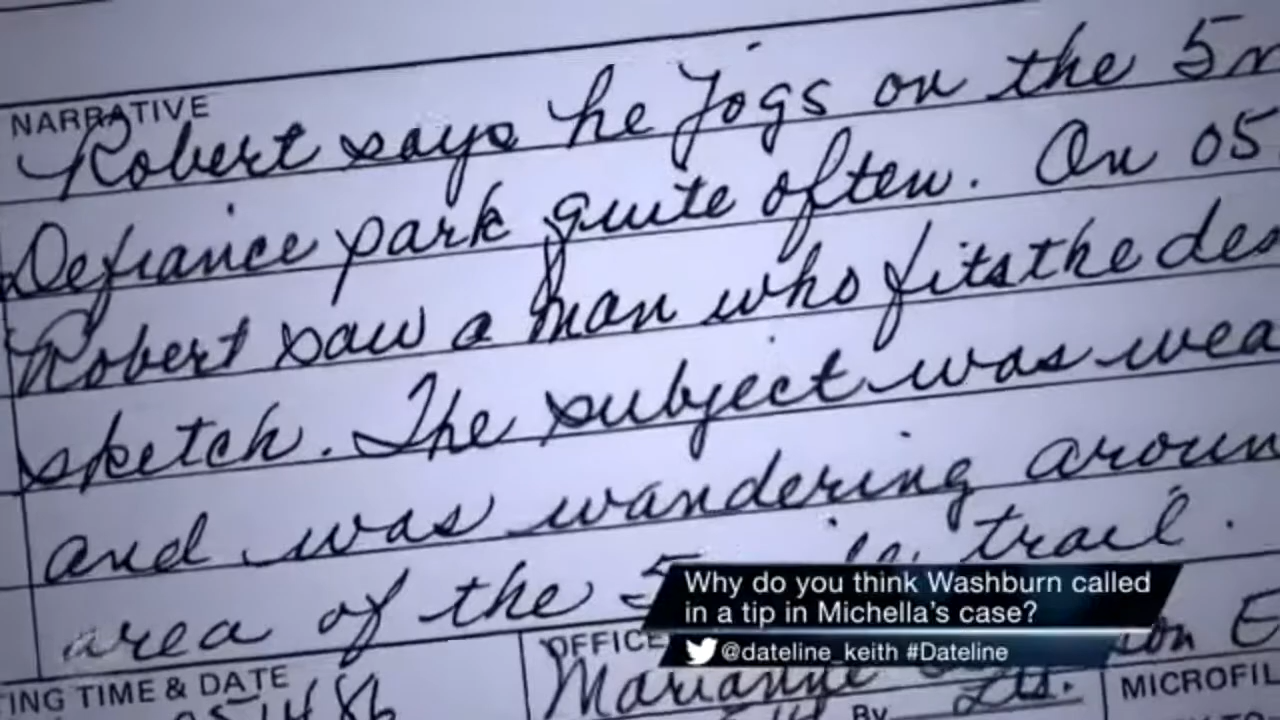 NARRATIVE
Robert says he jogs on the 5
Defiance park quite often. On 05
Robert saw a man who fits the des
sketch. The subject was wea
and was wandering aroun
area of the 5 trail.
Why do you think Washburn called
in a tip in Michella's case?
@dateline_keith #Dateline
ING TIME & DATE
OFFICE
Marianne
By
MICROFIL